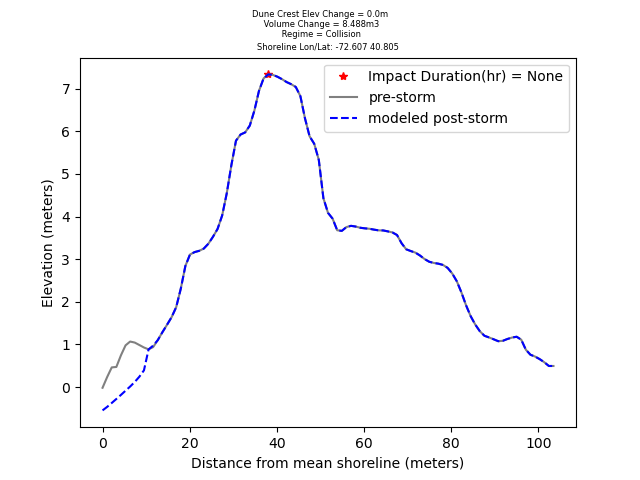 Dune Crest Elev Change = 0.0m
Volume Change = 8.488m3
Regime = Collision
Shoreline Lon/Lat: -72.607 40.805
Impact Duration(hr) = None
pre-storm
modeled post-storm
Elevation (meters)
7
6
5
4
3
2
1
0
0 20 40 60 80 100
Distance from mean shoreline (meters)